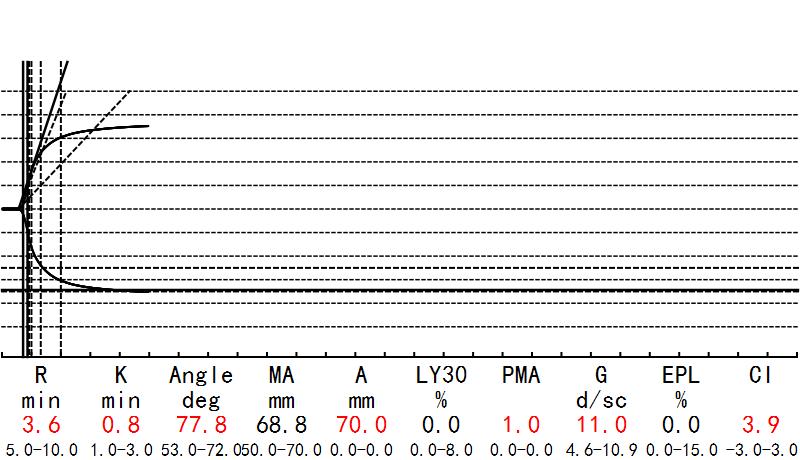 R K Angle MA A LY30 PMA G EPL CI
min min deg mm mm % d/sc %
3.6 0.8 77.8 68.8 70.0 0.0 1.0 11.0 0.0 3.9
5.0—10.0 1.0—3.0 53.0—72.0 50.0—70.0 0.0—0.0 0.0—8.0 0.0—0.0 4.6—10.9 0.0—15.0 -3.0—3.0